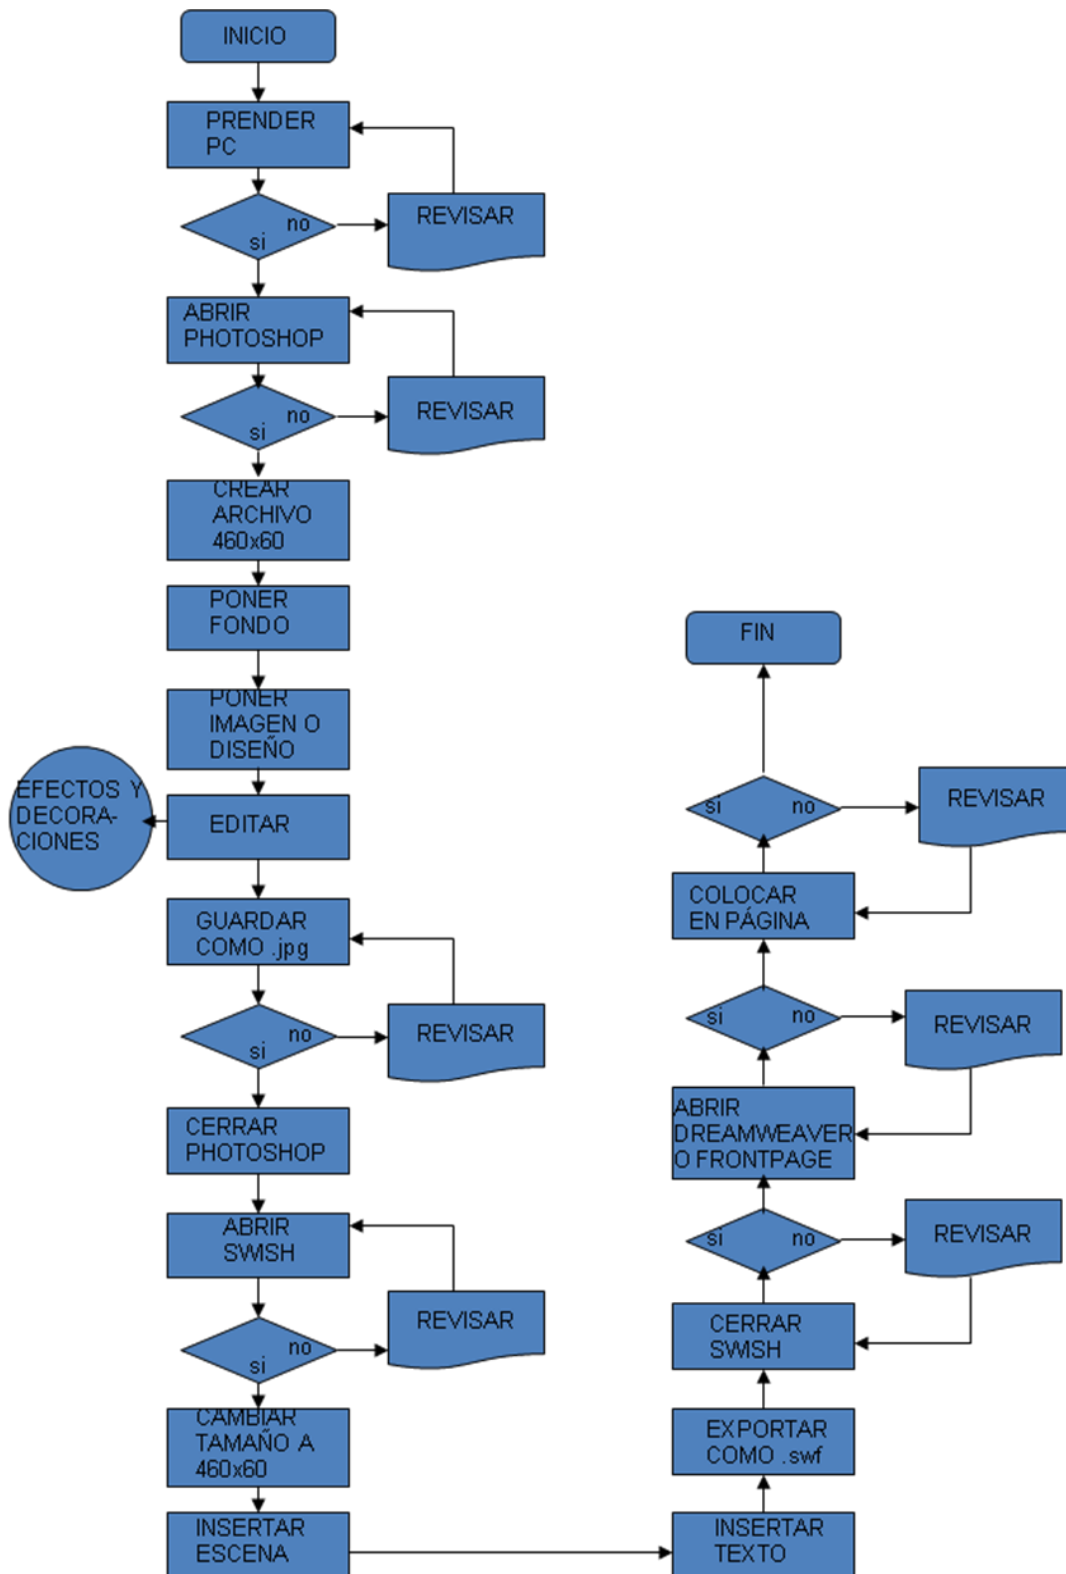 INICIO
PRENDER
PC
no
si
REVISAR
ABRIR
PHOTOSHOP
no
si
REVISAR
CREAR
ARCHIVO
460x60
PONER
FONDO
PONER
IMAGEN O
DISEÑO
EFECTOS Y
DECORA-
CIONES
EDITAR
GUARDAR
COMO .jpg
no
si
REVISAR
CERRAR
PHOTOSHOP
ABRIR
SWISH
no
si
REVISAR
CAMBIAR
TAMAÑO A
460x60
INSERTAR
ESCENA
INSERTAR
TEXTO
EXPORTAR
COMO .swf
CERRAR
SWISH
si no
REVISAR
ABRIR
DREAMWEAVER
O FRONTPAGE
si no
REVISAR
COLOCAR
EN PÁGINA
si no
REVISAR
FIN